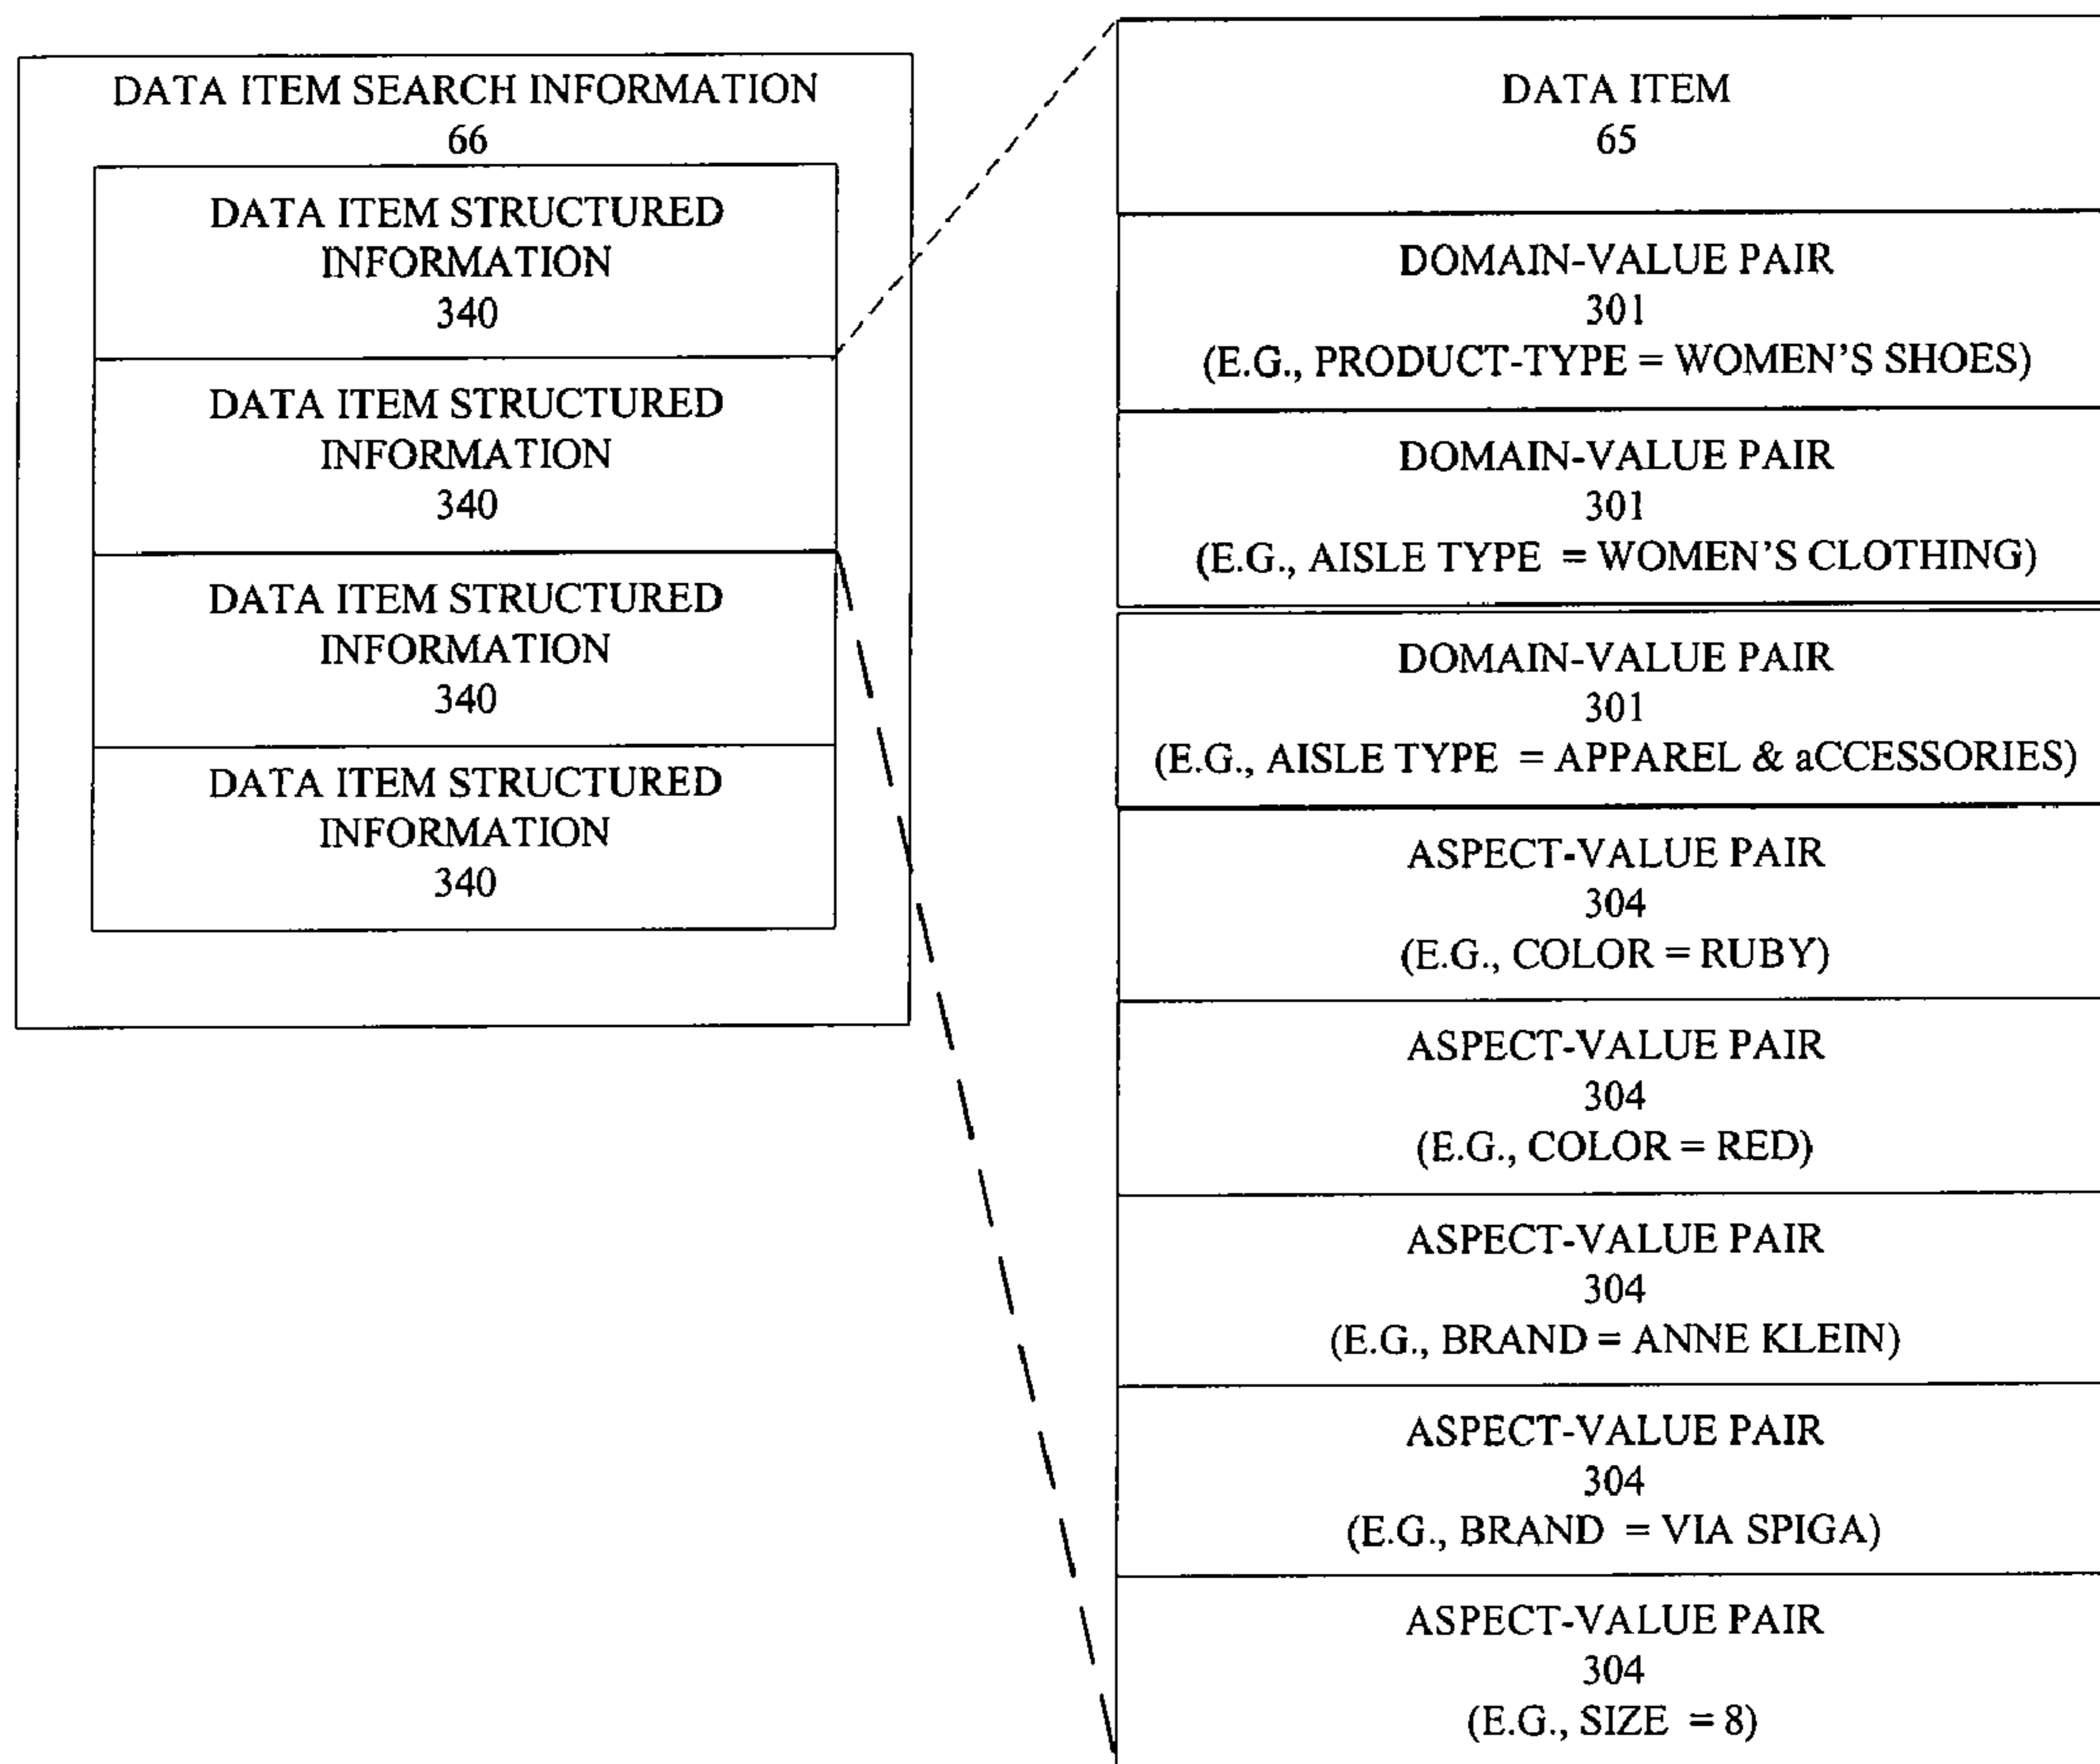 DATA ITEM SEARCH INFORMATION
66
DATA ITEM STRUCTURED
INFORMATION
340
DATA ITEM STRUCTURED
INFORMATION
340
DATA ITEM STRUCTURED
INFORMATION
340
DATA ITEM STRUCTURED
INFORMATION
340
DATA ITEM
65
DOMAIN-VALUE PAIR
301
(E.G., PRODUCT-TYPE = WOMEN'S SHOES)
DOMAIN-VALUE PAIR
301
(E.G., AISLE TYPE = WOMEN'S CLOTHING)
DOMAIN-VALUE PAIR
301
(E.G., AISLE TYPE = APPAREL & aCCESSORIES)
ASPECT-VALUE PAIR
304
(E.G., COLOR = RUBY)
ASPECT-VALUE PAIR
304
(E.G., COLOR = RED)
ASPECT-VALUE PAIR
304
(E.G., BRAND = ANNE KLEIN)
ASPECT-VALUE PAIR
304
(E.G., BRAND = VIA SPIGA)
ASPECT-VALUE PAIR
304
(E.G., SIZE = 8)